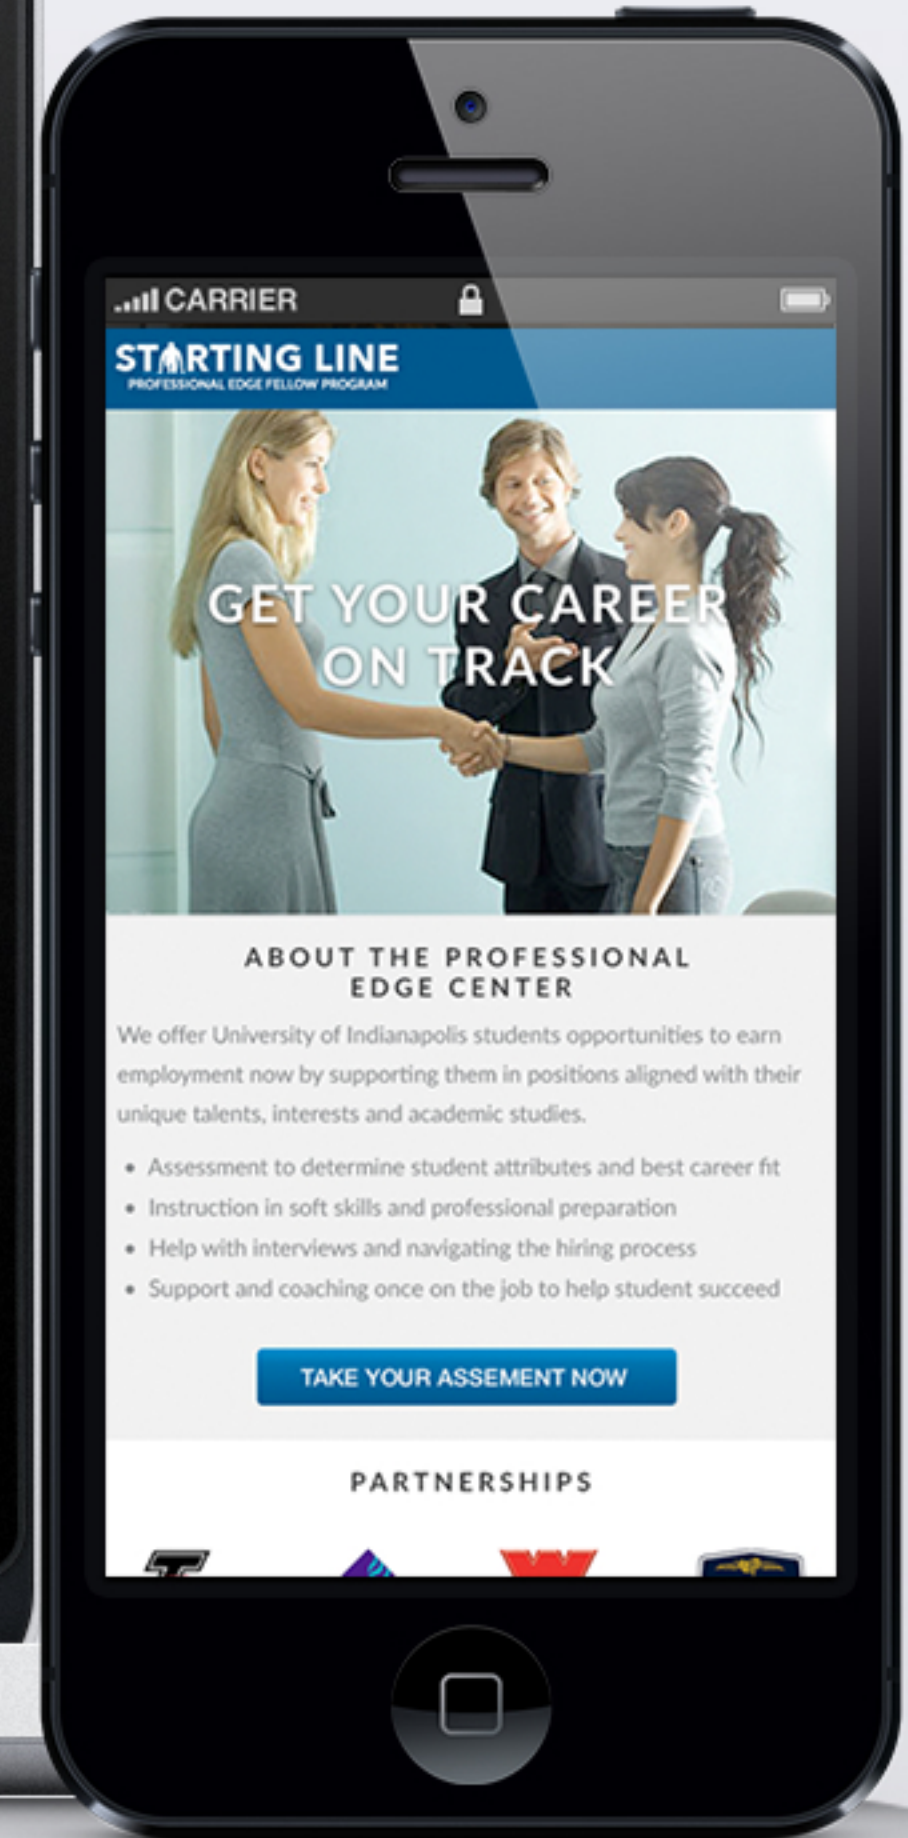 CARRIER
STARTING LINE
PROFESSIONAL EDGE FELLOW PROGRAM
GET YOUR CAREER
ON TRACK
ABOUT THE PROFESSIONAL
EDGE CENTER
We offer University of Indianapolis students opportunities to earn
employment now by supporting them in positions aligned with their
unique talents, interests and academic studies.
• Assessment to determine student attributes and best career fit
• Instruction in soft skills and professional preparation
• Help with interviews and navigating the hiring process
• Support and coaching once on the job to help student succeed
TAKE YOUR ASSEMENT NOW
PARTNERSHIPS